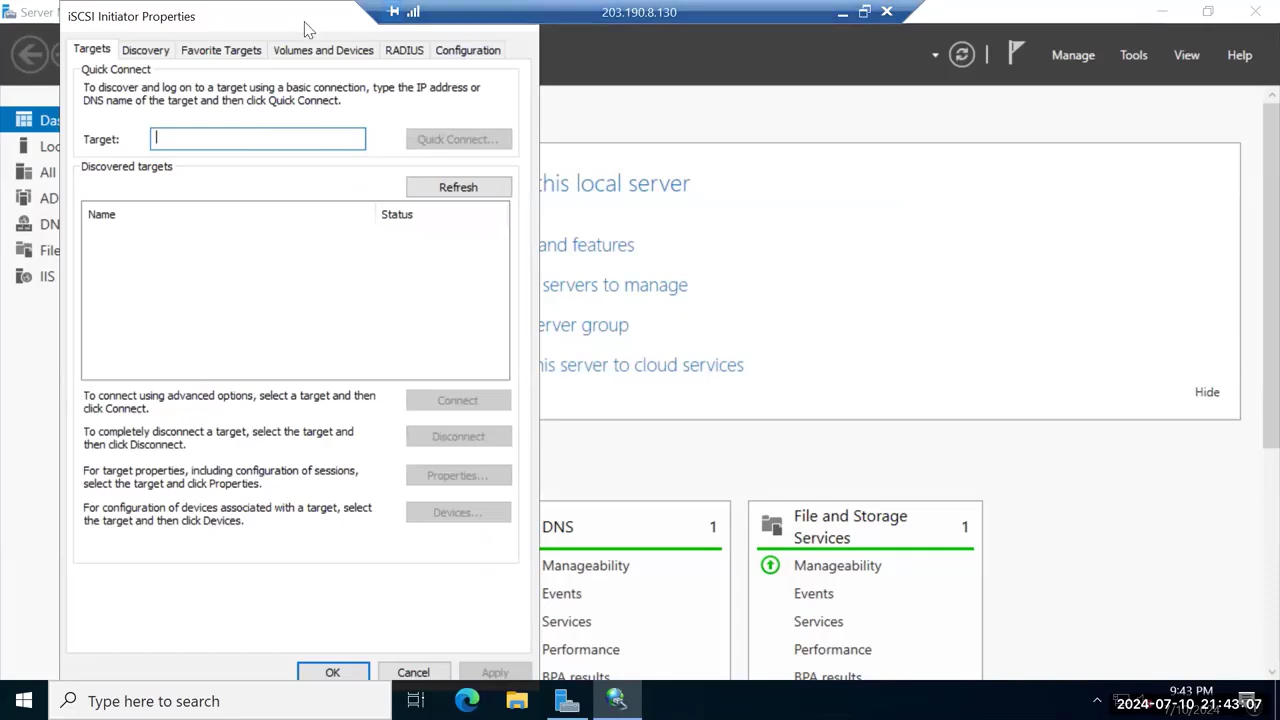 Server M
iSCSI Initiator Properties
203.190.8.130
Targets
Discovery
Favorite Targets
Volumes and Devices
RADIUS
Configuration
Manage
Tools
View
Help
Quick Connect
To discover and log on to a target using a basic connection, type the IP address or
DNS name of the target and then click Quick Connect.
Target:
Quick Connect...
Discovered targets
Refresh
Name
Status
To connect using advanced options, select a target and then
click Connect.
Connect
To completely disconnect a target, select the target and
then click Disconnect.
Disconnect
For target properties, including configuration of sessions,
select the target and click Properties.
Properties...
For configuration of devices associated with a target, select
the target and then click Devices.
Devices...
OK
Cancel
Apply
Das
Loc
All
AD
DN
File
IIS
this local server
and features
servers to manage
erver group
his server to cloud services
Hide
DNS 1
Manageability
Events
Services
Performance
BPA results
File and Storage
Services 1
Manageability
Events
Services
Performance
BPA results
Type here to search
9:43 PM
7/10/2024
2024-07-10 21:43:07